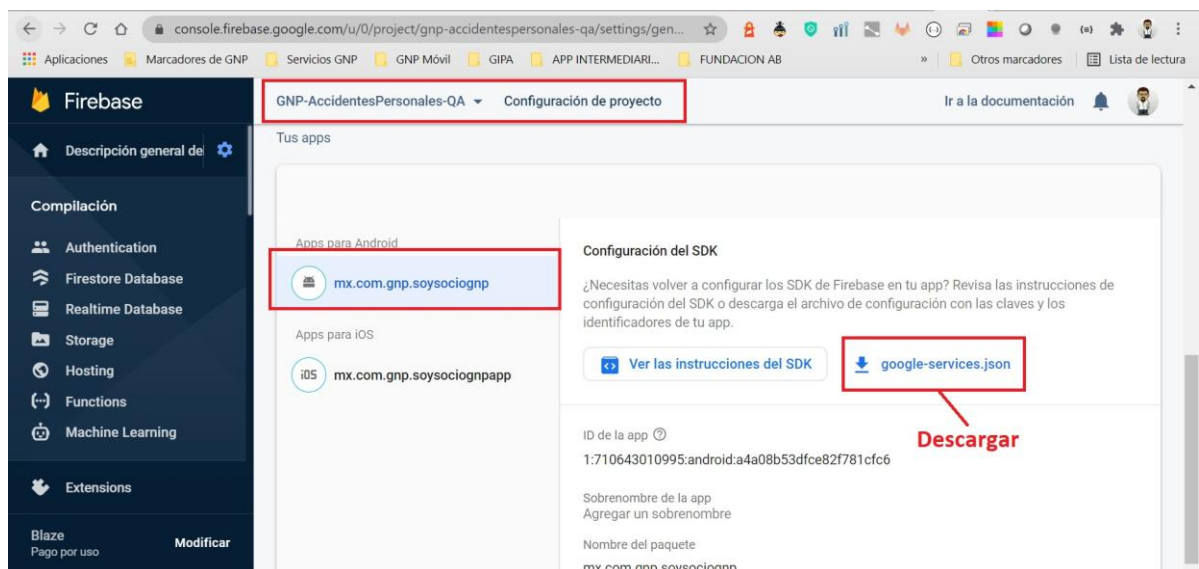 console.firebase.google.com/u/0/project/gnp-accidentespersonales-qa/settings/gen...
Aplicaciones Marcadores de GNP Servicios GNP GNP Móvil GIPA APP INTERMEDIARI... FUNDACION AB » Otros marcadores Lista de lectura
Firebase
GNP-AccidentesPersonales-QA Configuración de proyecto
Ir a la documentación
Descripción general de
Tus apps
Compilación
Authentication
Firestore Database
Realtime Database
Storage
Hosting
Functions
Machine Learning
Extensions
Blaze
Pago por uso
Modificar
Apps para Android
mx.com.gnp.soysociognp
Apps para iOS
iOS mx.com.gnp.soysociognpapp
Configuración del SDK
¿Necesitas volver a configurar los SDK de Firebase en tu app? Revisa las instrucciones de
configuración del SDK o descarga el archivo de configuración con las claves y los
identificadores de tu app.
Ver las instrucciones del SDK
google-services.json
Descargar
ID de la app
1:710643010995:android:a4a08b53dfce82f781cfc6
Sobrenombre de la app
Agregar un sobrenombre
Nombre del paquete
mx.com.gnp.soysociognp